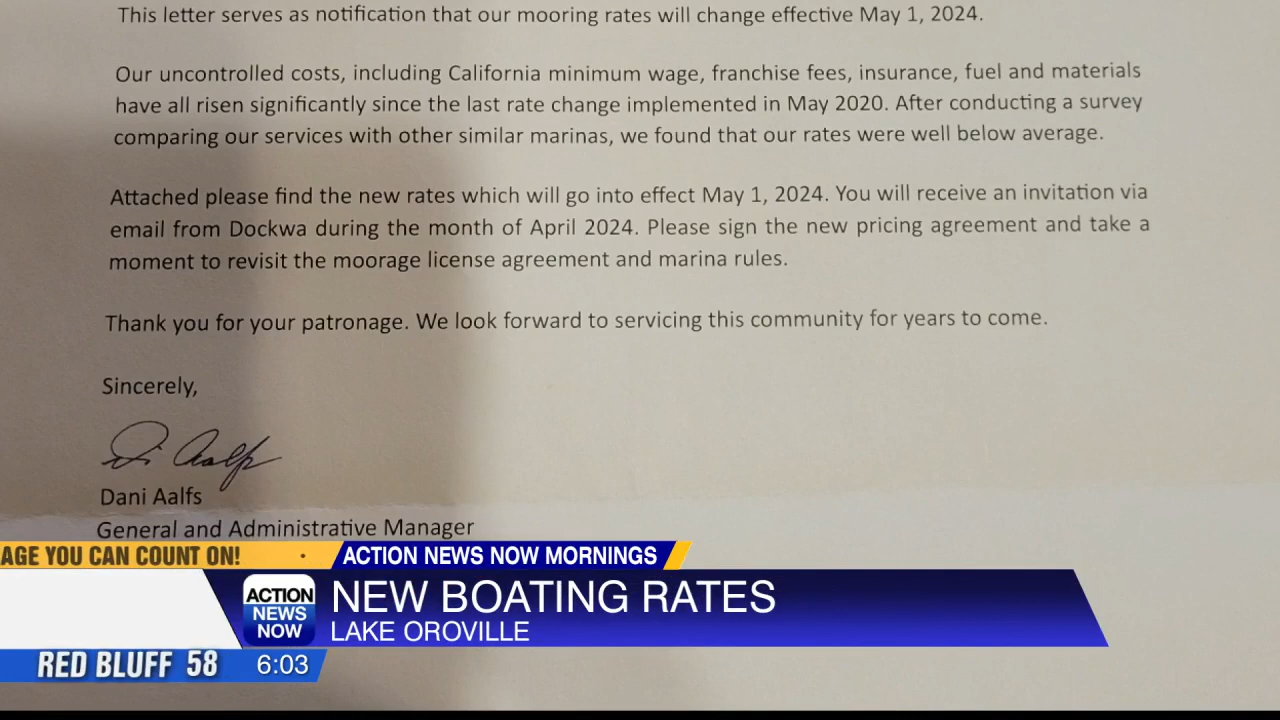 This letter serves as notification that our mooring rates will change effective May 1, 2024.
Our uncontrolled costs, including California minimum wage, franchise fees, insurance, fuel and materials
have all risen significantly since the last rate change implemented in May 2020. After conducting a survey
comparing our services with other similar marinas, we found that our rates were well below average.
Attached please find the new rates which will go into effect May 1, 2024. You will receive an invitation via
email from Dockwa during the month of April 2024. Please sign the new pricing agreement and take a
moment to revisit the moorage license agreement and marina rules.
Thank you for your patronage. We look forward to servicing this community for years to come.
Sincerely,
Di Aalfs
Dani Aalfs
General and Administrative Manager
AGE YOU CAN COUNT ON!
ACTION NEWS NOW MORNINGS
ACTION
NEWS
NOW
NEW BOATING RATES
LAKE OROVILLE
RED BLUFF 58 6:03